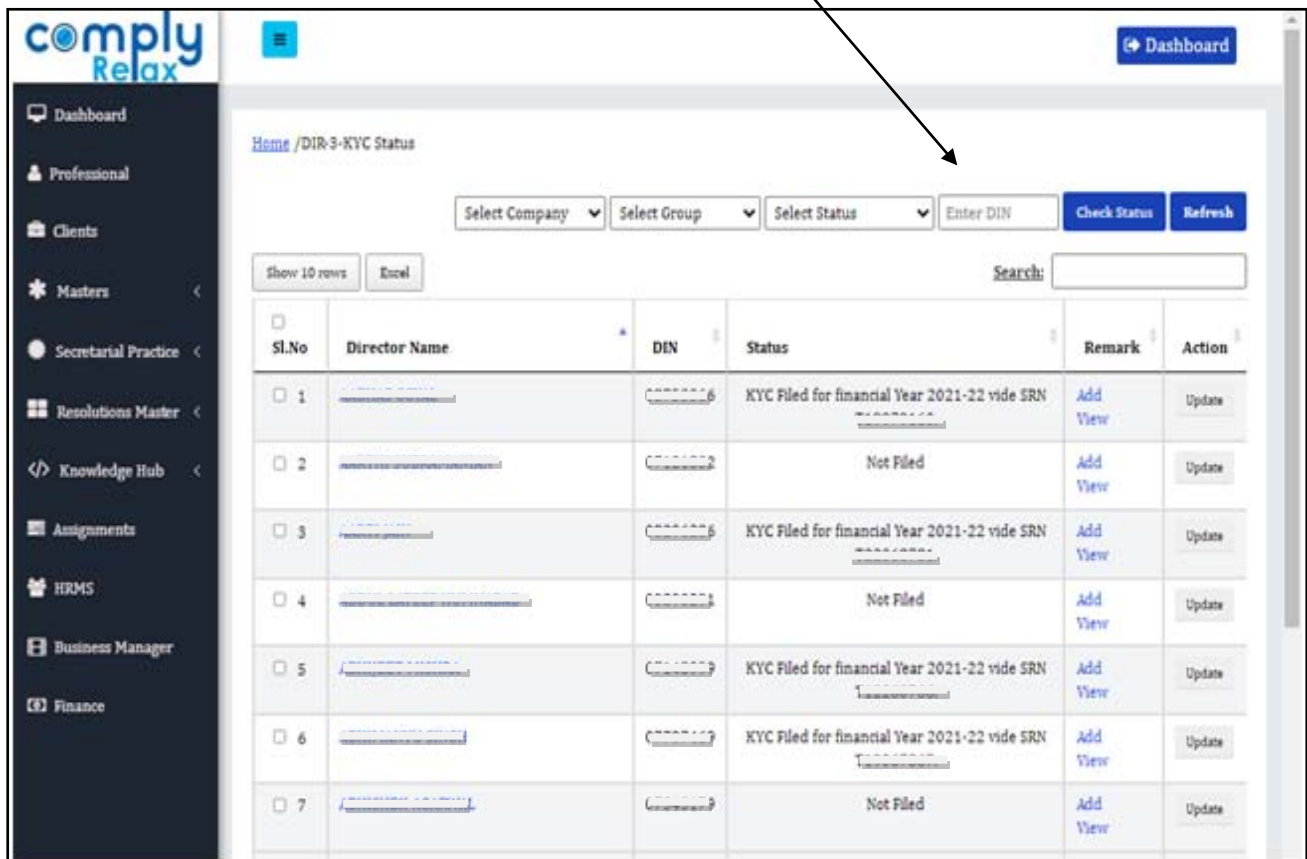 comply
Relax
Dashboard
Dashboard
Professional
Clients
Masters
Secretarial Practice
Resolutions Master
</> Knowledge Hub
Assignments
HRMS
Business Manager
Finance
Home /DIR-3-KYC Status
Select Company Select Group Select Status Enter DIN Check Status Refresh
Show 10 rows Excel Search:
Sl.No Director Name DIN Status Remark Action
1 KYC Filed for financial Year 2021-22 vide SRN Add Update
View
2 Not Filed Add Update
View
3 KYC Filed for financial Year 2021-22 vide SRN Add Update
View
4 Not Filed Add Update
View
5 KYC Filed for financial Year 2021-22 vide SRN Add Update
View
6 KYC Filed for financial Year 2021-22 vide SRN Add Update
View
7 Not Filed Add Update
View